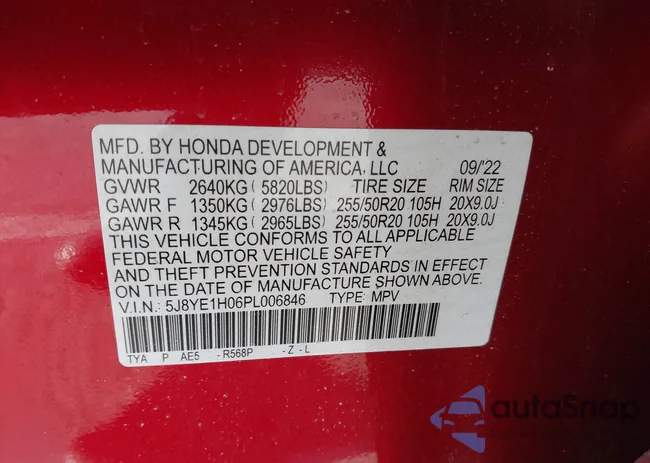 MFD. BY HONDA DEVELOPMENT &
MANUFACTURING OF AMERICA, LLC 09/'22
GVWR 2640KG ( 5820LBS) TIRE SIZE RIM SIZE
GAWR F 1350KG ( 2976LBS) 255/50R20 105H 20X9.0J
GAWR R 1345KG ( 2965LBS) 255/50R20 105H 20X9.0J
THIS VEHICLE CONFORMS TO ALL APPLICABLE
FEDERAL MOTOR VEHICLE SAFETY
AND THEFT PREVENTION STANDARDS IN EFFECT
ON THE DATE OF MANUFACTURE SHOWN ABOVE.
V.I.N.: 5J8YE1H06PL006846 TYPE: MPV
TYA P AE5 -R568P -Z-L
autoSnap